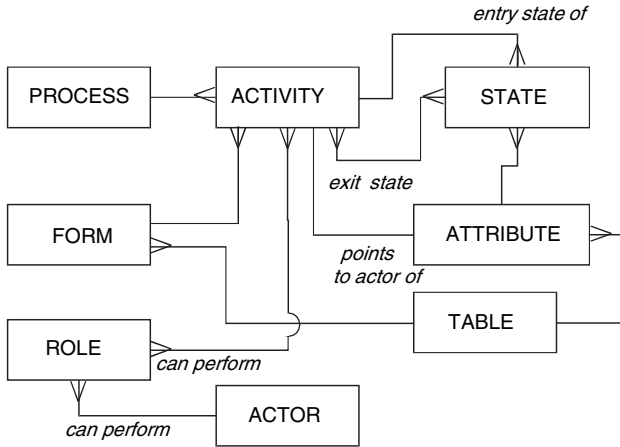 entry state of
PROCESS
ACTIVITY
STATE
exit state
FORM
ATTRIBUTE
points
to actor of
TABLE
ROLE
can perform
ACTOR
can perform